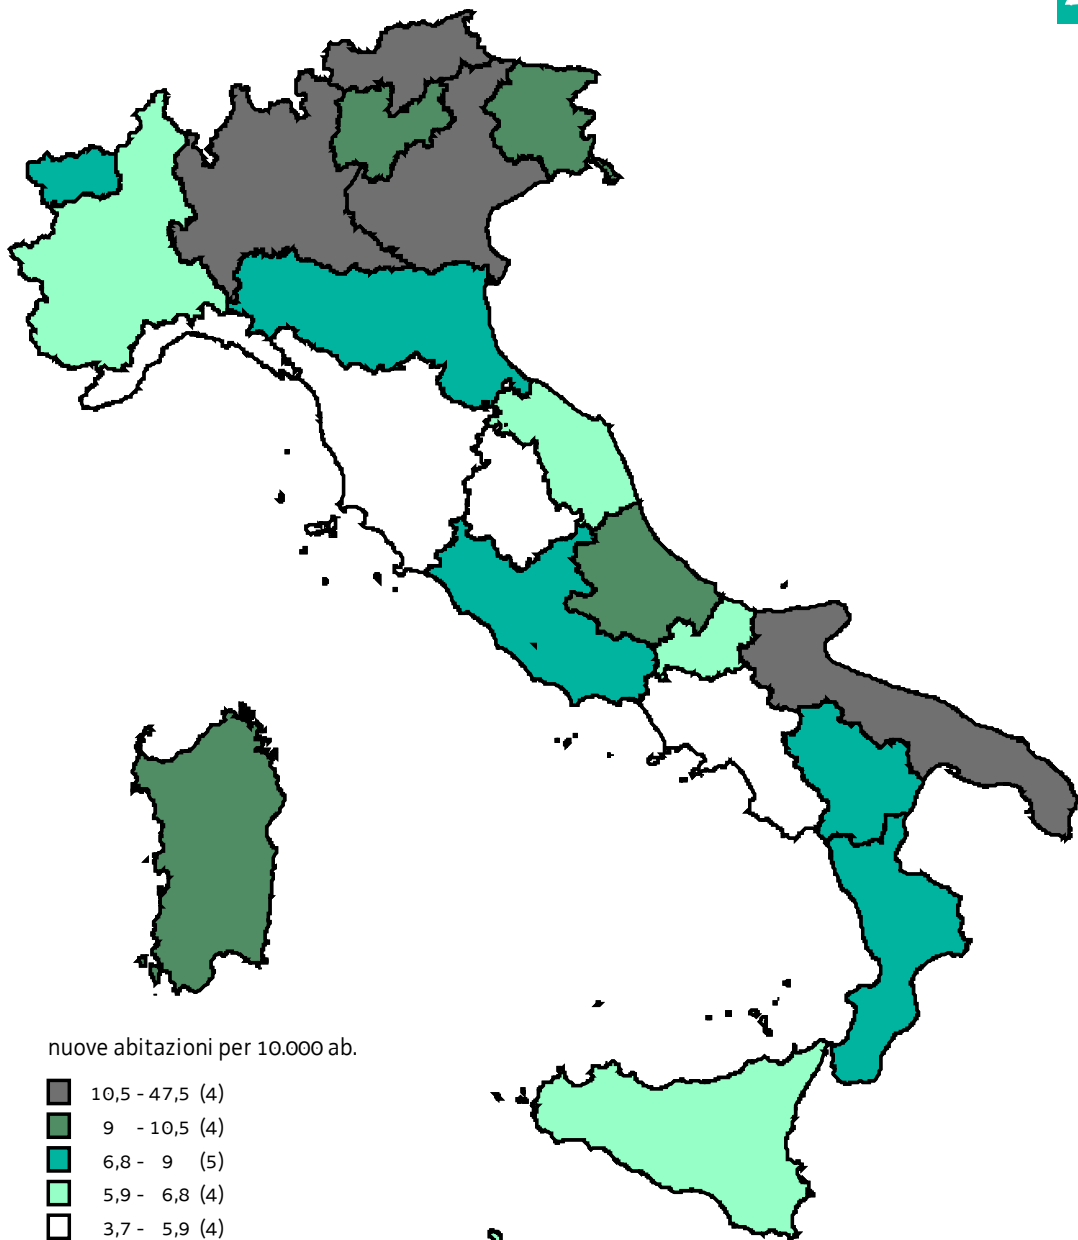 nuove abitazioni per 10.000 ab.
10,5 - 47,5 (4)
9 - 10,5 (4)
6,8 - 9 (5)
5,9 - 6,8 (4)
3,7 - 5,9 (4)